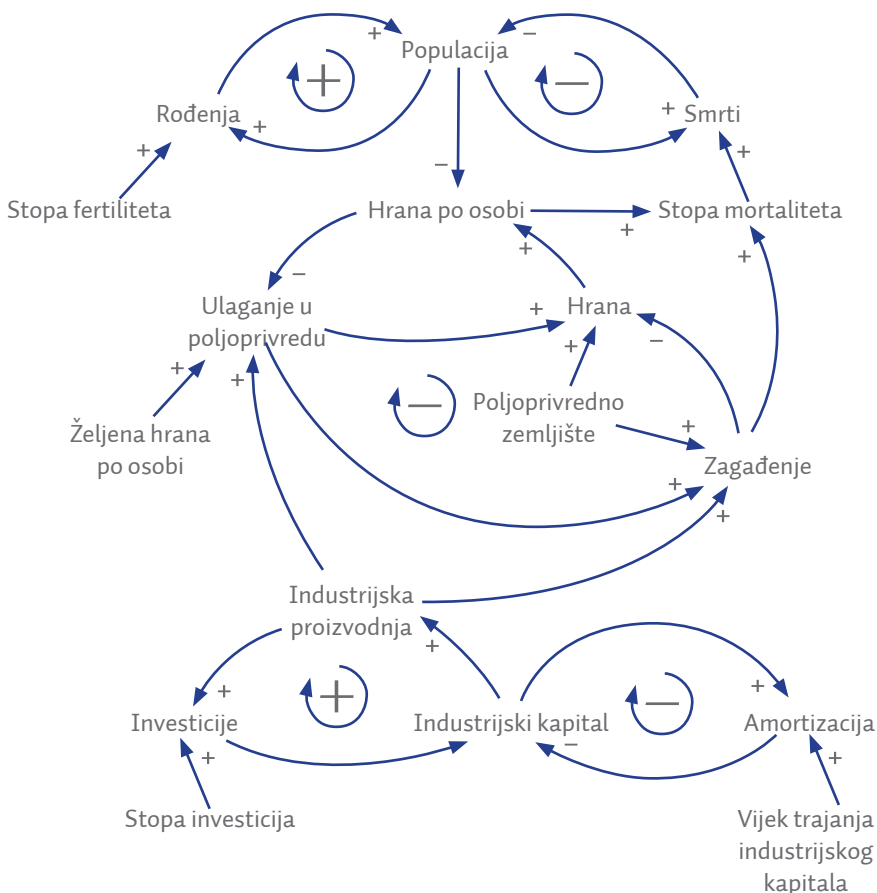 +
Populacija
−
+
−
Rođenja
+
+
Smrti
+
−
+
Stopa fertiliteta
Hrana po osobi
+
Stopa mortaliteta
+
+
−
Ulaganje u
poljoprivredu
+
Hrana
+
−
+
+
−
Poljoprivredno
zemljište
+
Željena hrana
po osobi
Zagađenje
+
+
Industrijska
proizvodnja
+
+
+
−
+
Investicije
Industrijski kapital
−
Amortizacija
+
+
Stopa investicija
Vijek trajanja
industrijskog
kapitala